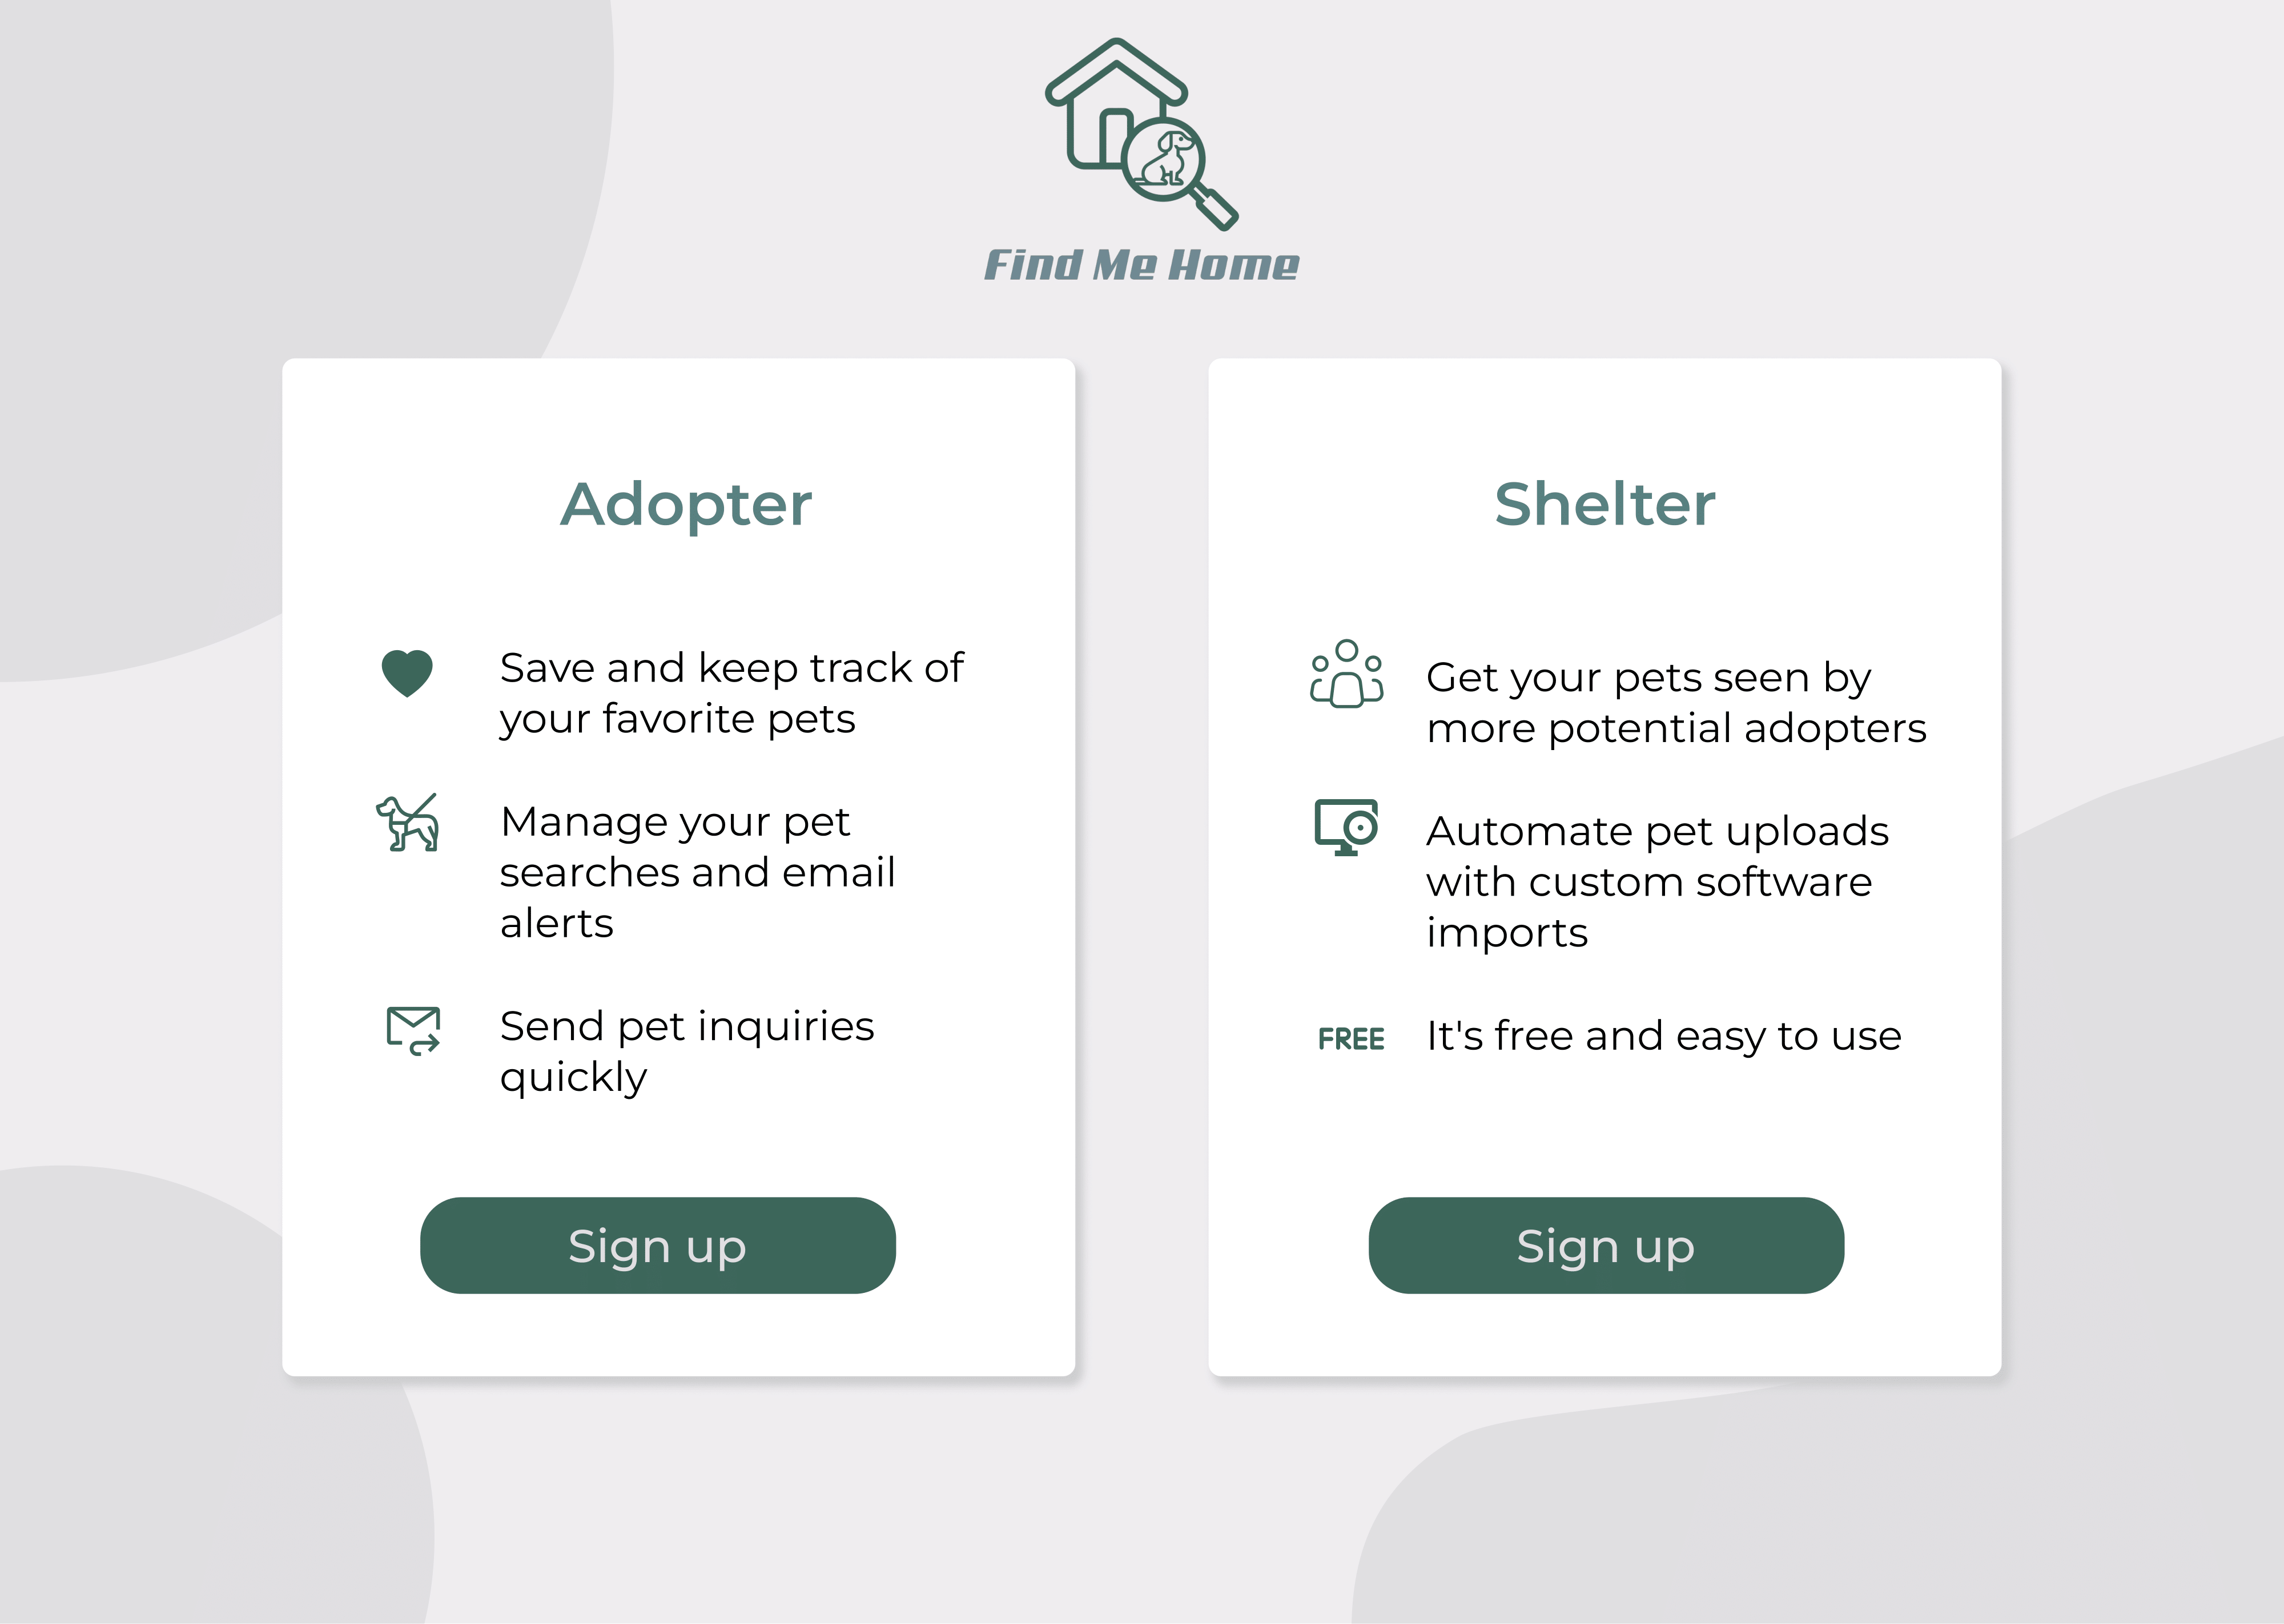 Find Me Home
Adopter
Save and keep track of
your favorite pets
Manage your pet
searches and email
alerts
Send pet inquiries
quickly
Sign up
Shelter
Get your pets seen by
more potential adopters
Automate pet uploads
with custom software
imports
FREE
It's free and easy to use
Sign up